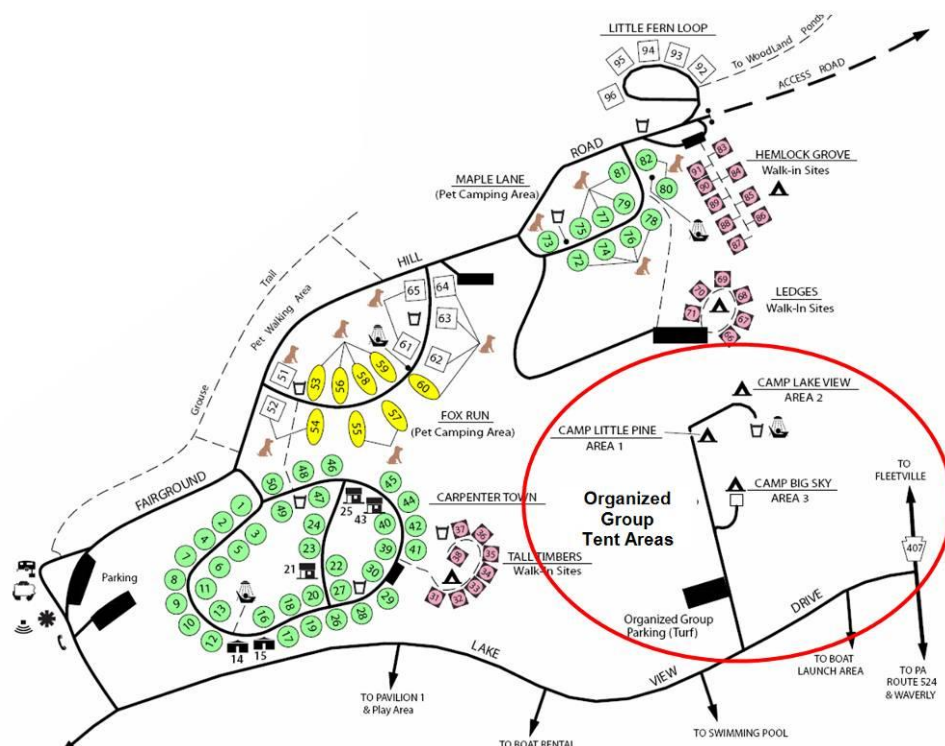 LITTLE FERN LOOP
95
94
93
92
96
To WoodLand Ponds
ACCESS ROAD
ROAD
MAPLE LANE
(Pet Camping Area)
82
81
80
79
78
77
75
76
73
74
72
83
91
84
90
85
89
86
88
87
HEMLOCK GROVE
Walk-in Sites
HILL
69
70
68
71
67
66
LEDGES
Walk-In Sites
Grouse
Trail
Pet Walking Area
65
64
63
61
62
51
53
56
58
59
60
52
54
55
57
FOX RUN
(Pet Camping Area)
CAMP LAKE VIEW
AREA 2
CAMP LITTLE PINE
AREA 1
CAMP BIG SKY
AREA 3
Organized
Group
Tent Areas
TO
FLEETVILLE
407
Organized Group
Parking (Turf)
FAIRGROUND
CARPENTER TOWN
50
48
46
45
49
47
44
1
2
3
4
5
6
7
8
9
10
11
12
13
14
15
16
17
18
19
20
21
22
23
24
25
43
40
42
39
41
30
27
29
26
28
37
36
38
35
34
33
31
32
TALL TIMBERS
Walk-in Sites
Parking
LAKE
VIEW
DRIVE
TO PAVILION 1
& Play Area
TO BOAT RENTAL
TO SWIMMING POOL
TO BOAT
LAUNCH AREA
TO PA
ROUTE 524
& WAVERLY